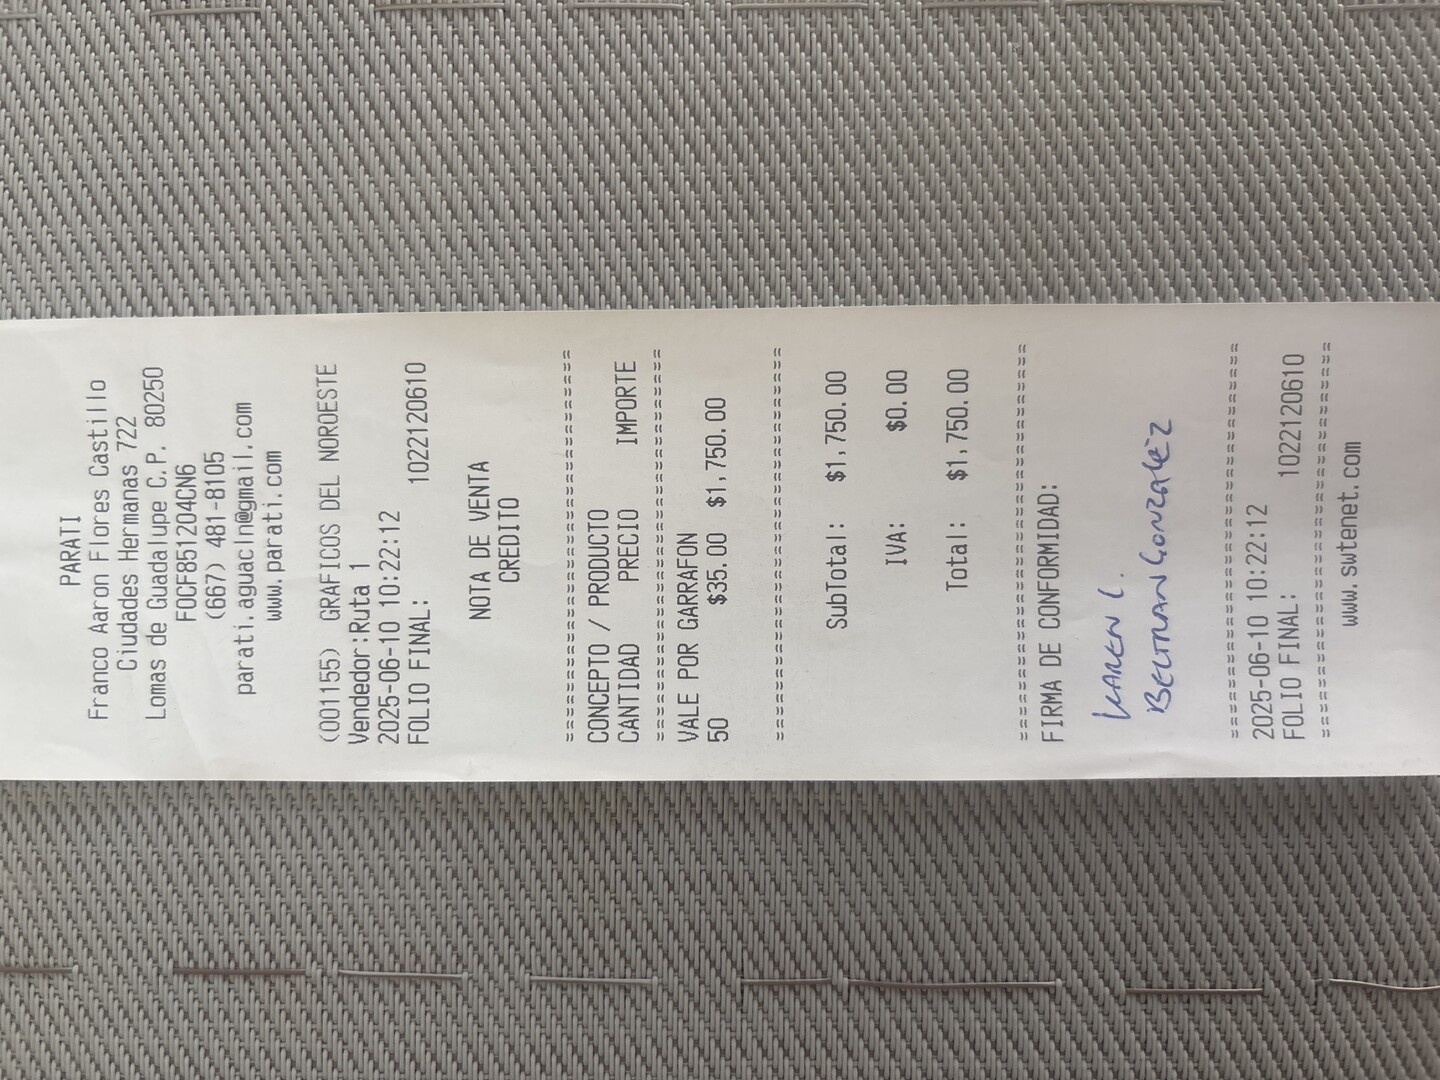 PARATI
Franco Aaron Flores Castillo
Ciudades Hermanas 722
Lomas de Guadalupe C.P. 80250
FOCF851204CN6
(667) 481-8105
parati.aguacln@gmail.com
www.parati.com
(001155) GRAFICOS DEL NOROESTE
Vendedor:Ruta 1
2025-06-10 10:22:12
FOLIO FINAL: 1022120610
NOTA DE VENTA
CREDITO
==============================
CONCEPTO / PRODUCTO
CANTIDAD PRECIO IMPORTE
==============================
VALE POR GARRAFON
50 $35.00 $1,750.00
==============================
SubTotal: $1,750.00
IVA: $0.00
Total: $1,750.00
==============================
FIRMA DE CONFORMIDAD:
KAREN C.
BELTRAN GONZALEZ
==============================
2025-06-10 10:22:12
FOLIO FINAL: 1022120610
==============================
www.swtenet.com